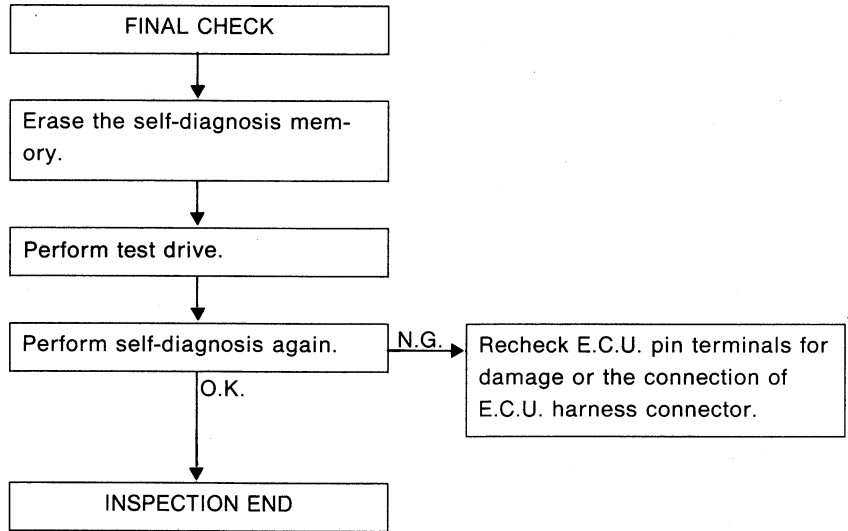 FINAL CHECK
Erase the self-diagnosis mem-
ory.
Perform test drive.
Perform self-diagnosis again.
N.G.
Recheck E.C.U. pin terminals for
damage or the connection of
E.C.U. harness connector.
O.K.
INSPECTION END